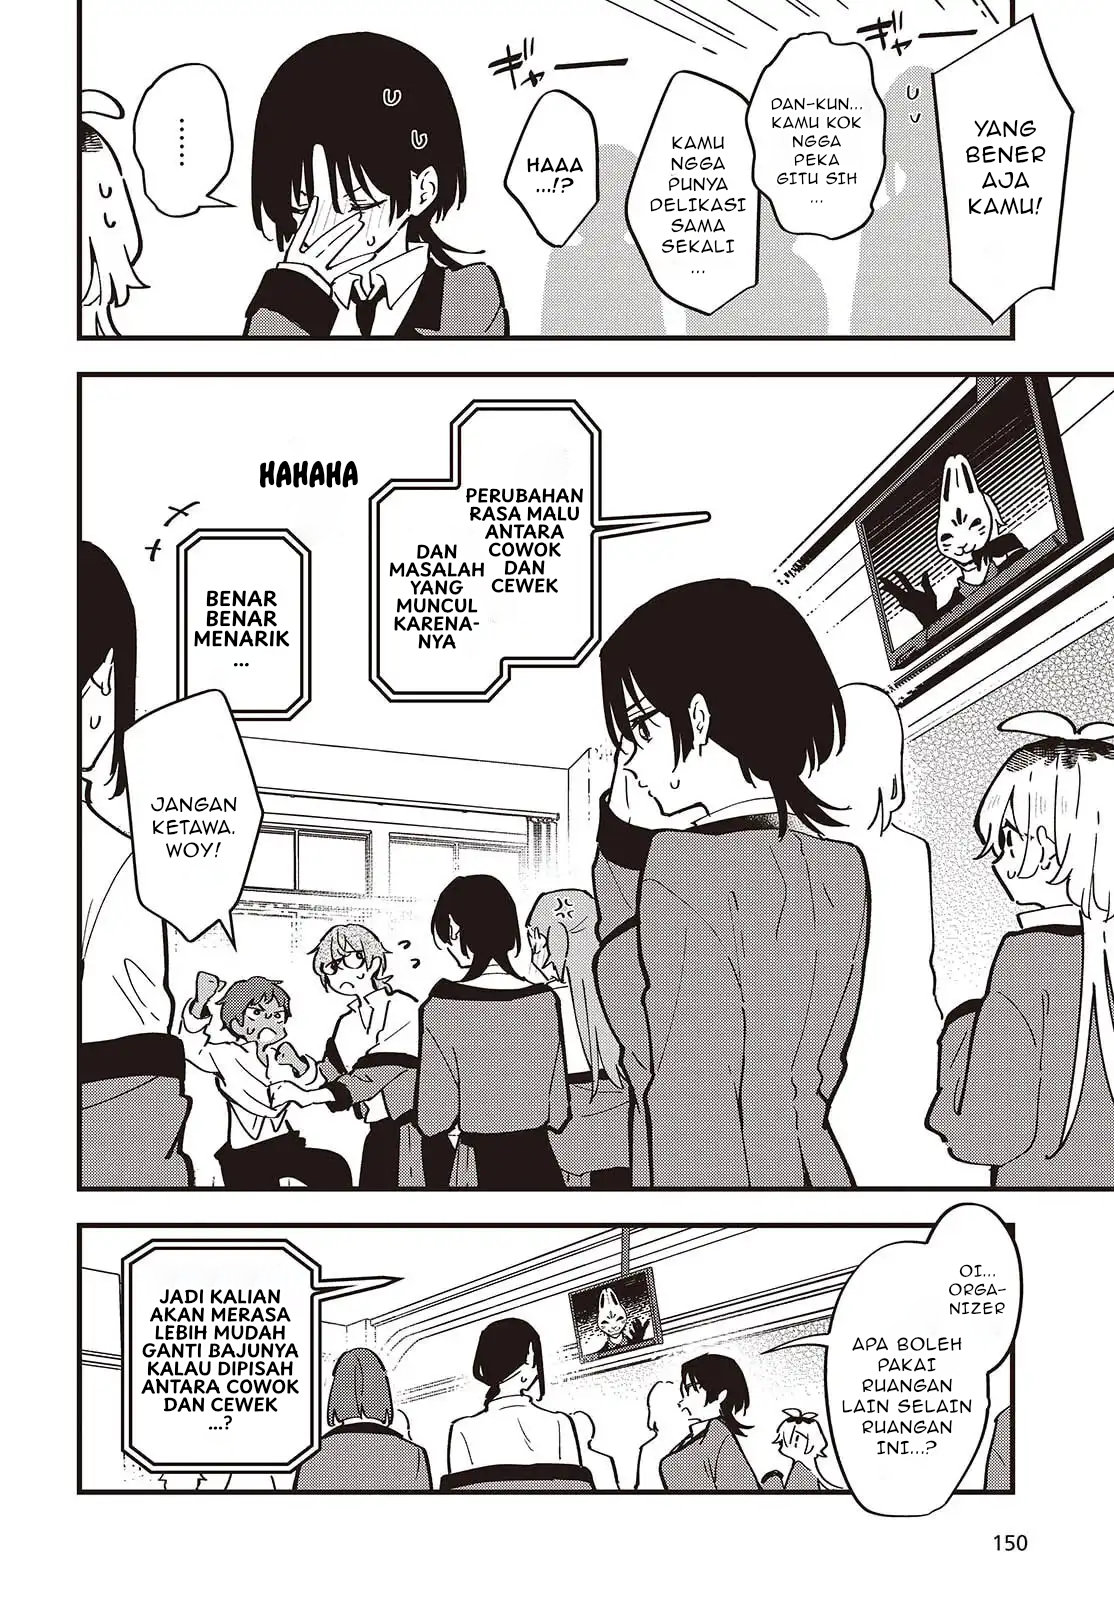 YANG
BENER
AJA
KAMU!
DAN-KUN...
KAMU KOK
NGGA
PEKA
GITU SIH
...
KAMU
NGGA
PUNYA
DELIKASI
SAMA
SEKALI
...
HAAA
...!?
ギャー
ギャー
......
PERUBAHAN
RASA MALU
ANTARA
COWOK
DAN
CEWEK
DAN
MASALAH
YANG
MUNCUL
KARENA-
NYA
HAHAHA
BENAR
BENAR
MENARIK
...
JANGAN
KETAWA.
WOY!
OI...
ORGA-
NIZER
APA BOLEH
PAKAI
RUANGAN
LAIN SELAIN
RUANGAN
INI...?
JADI KALIAN
AKAN MERASA
LEBIH MUDAH
GANTI BAJUNYA
KALAU DIPISAH
ANTARA COWOK
DAN CEWEK
...?
150